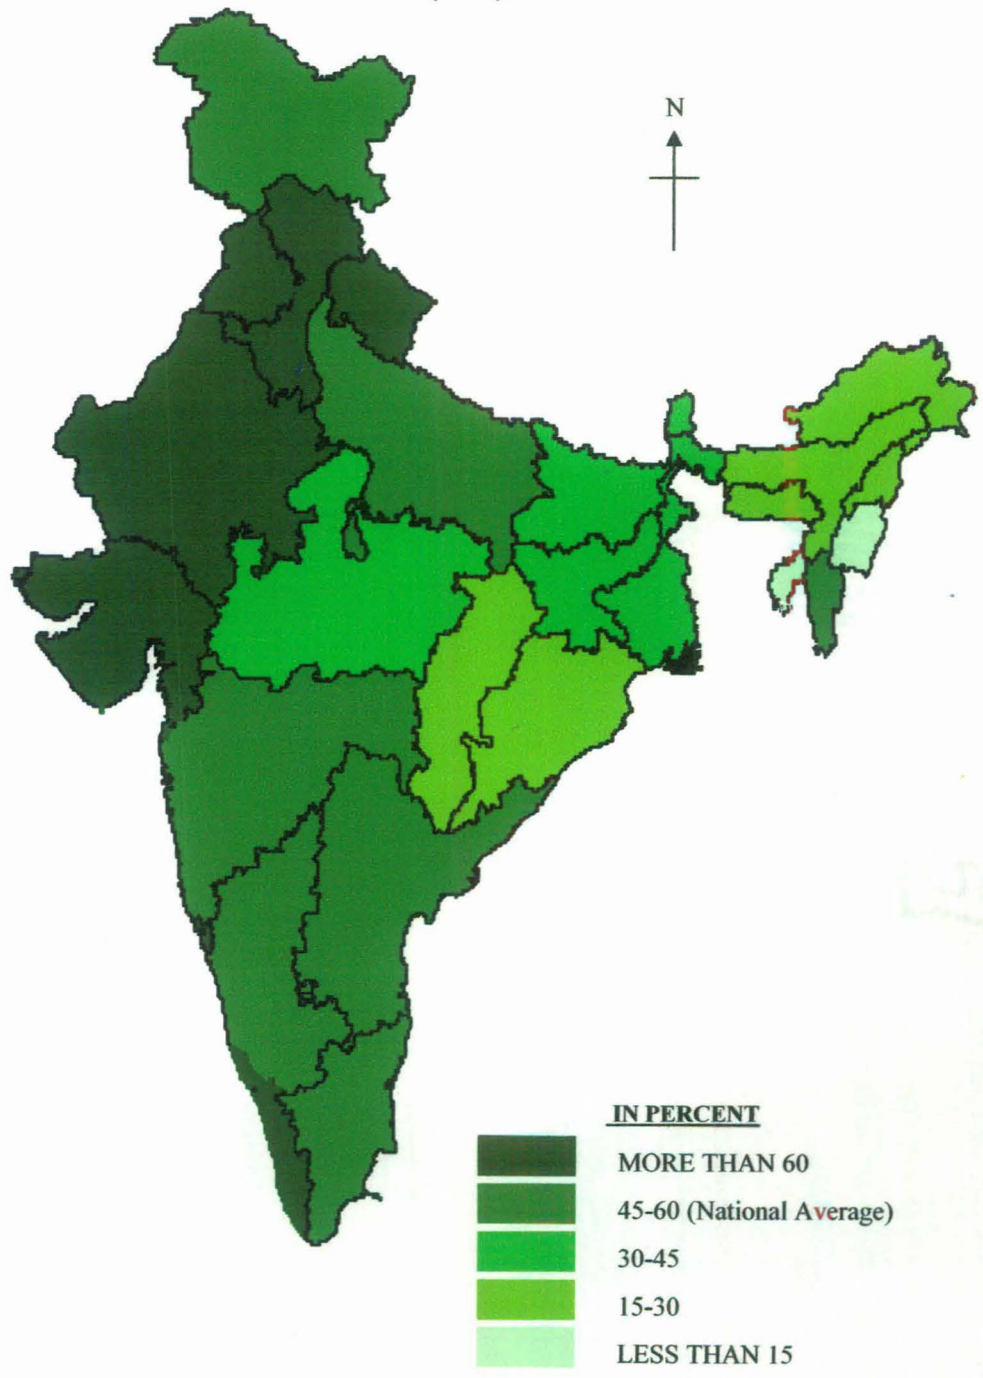 N
IN PERCENT
MORE THAN 60
45-60 (National Average)
30-45
15-30
LESS THAN 15